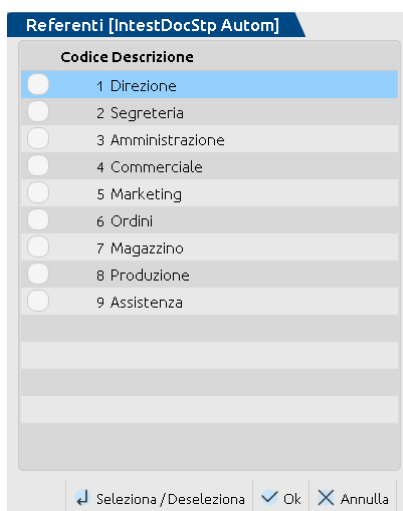 Referenti [IntestDocStp Autom]
Codice Descrizione
1 Direzione
2 Segreteria
3 Amministrazione
4 Commerciale
5 Marketing
6 Ordini
7 Magazzino
8 Produzione
9 Assistenza
Seleziona / Deseleziona Ok Annulla